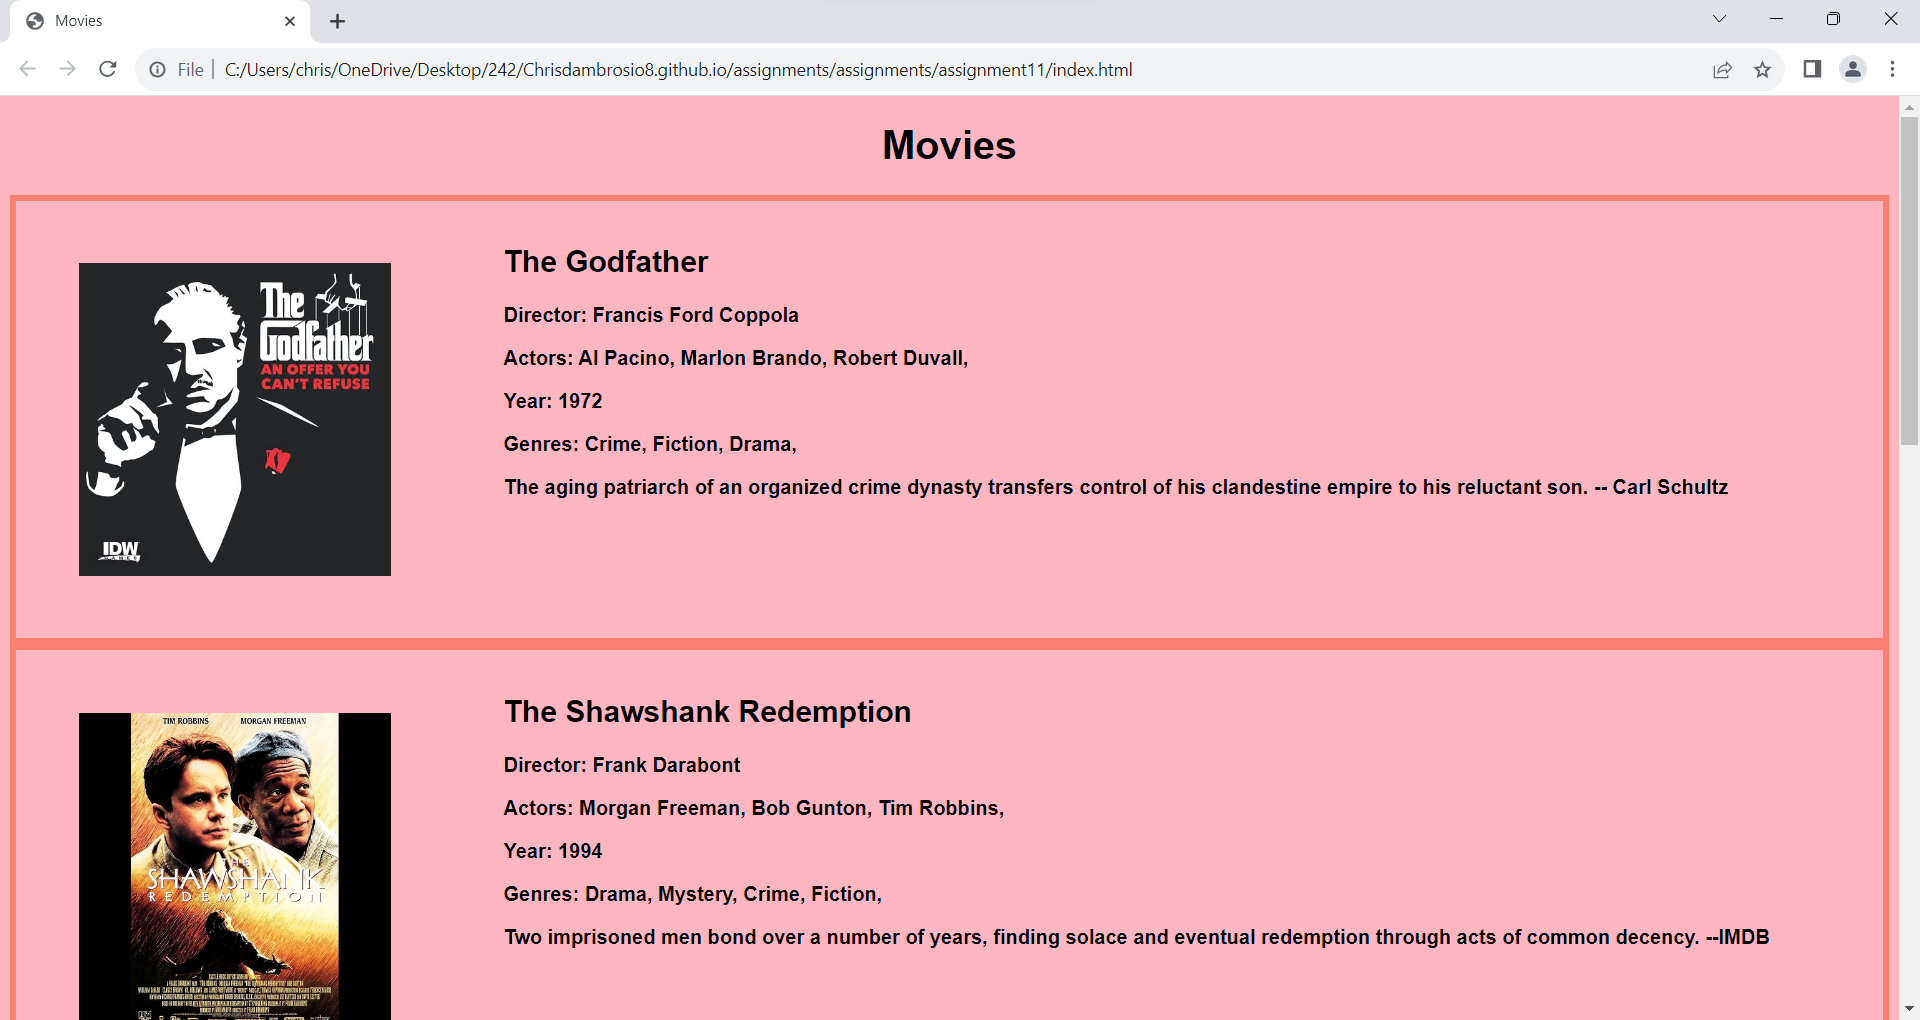 Movies
File
C:/Users/chris/OneDrive/Desktop/242/Chrisdambrosio8.github.io/assignments/assignments/assignment11/index.html
Movies
The
Godfather
AN OFFER YOU
CAN'T REFUSE
IDW
GAMES
The Godfather
Director: Francis Ford Coppola
Actors: Al Pacino, Marlon Brando, Robert Duvall,
Year: 1972
Genres: Crime, Fiction, Drama,
The aging patriarch of an organized crime dynasty transfers control of his clandestine empire to his reluctant son. -- Carl Schultz
TIM ROBBINS MORGAN FREEMAN
THE
SHAWSHANK
REDEMPTION
The Shawshank Redemption
Director: Frank Darabont
Actors: Morgan Freeman, Bob Gunton, Tim Robbins,
Year: 1994
Genres: Drama, Mystery, Crime, Fiction,
Two imprisoned men bond over a number of years, finding solace and eventual redemption through acts of common decency. --IMDB